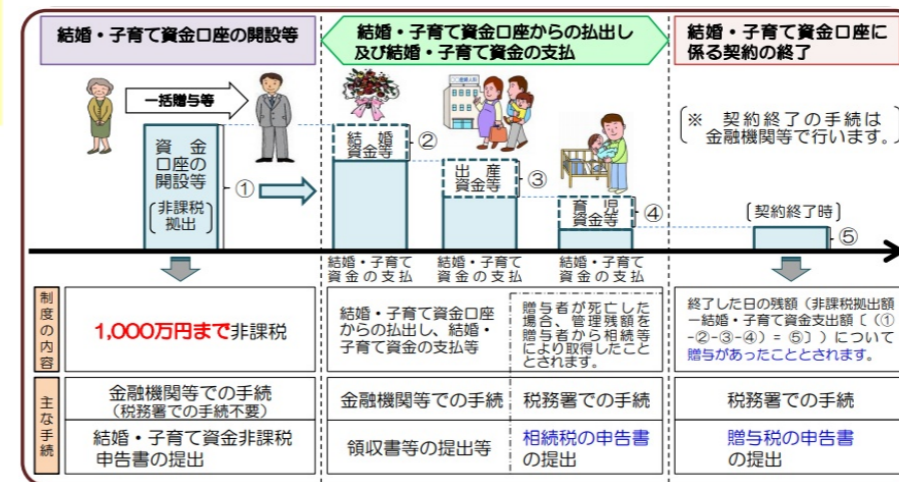 結婚・子育て資金口座の開設等
結婚・子育て資金口座からの払出し
及び結婚・子育て資金の支払
結婚・子育て資金口座に
係る契約の終了
一括贈与等
資金
口座の
開設等
非課税
拠出
①
結婚
資金等
②
出産
資金等
③
育児
資金等
④
※ 契約終了の手続は
金融機関等で行います。
[契約終了時]
⑤
結婚・子育て
資金の支払
結婚・子育て
資金の支払
結婚・子育て
資金の支払
制度の内容
1,000万円まで非課税
結婚・子育て資金口座
からの払出し、結婚・
子育て資金の支払等
贈与者が死亡した
場合、管理残額を
贈与者から相続等
により取得したこと
とされます。
終了した日の残額(非課税拠出額
ー結婚・子育て資金支出額〔(①
-②-③-④)=⑤〕)について
贈与があったこととされます。
主な手続
金融機関等での手続
(税務署での手続不要)
金融機関等での手続
税務署での手続
税務署での手続
結婚・子育て資金非課税
申告書の提出
領収書等の提出等
相続税の申告書
の提出
贈与税の申告書
の提出